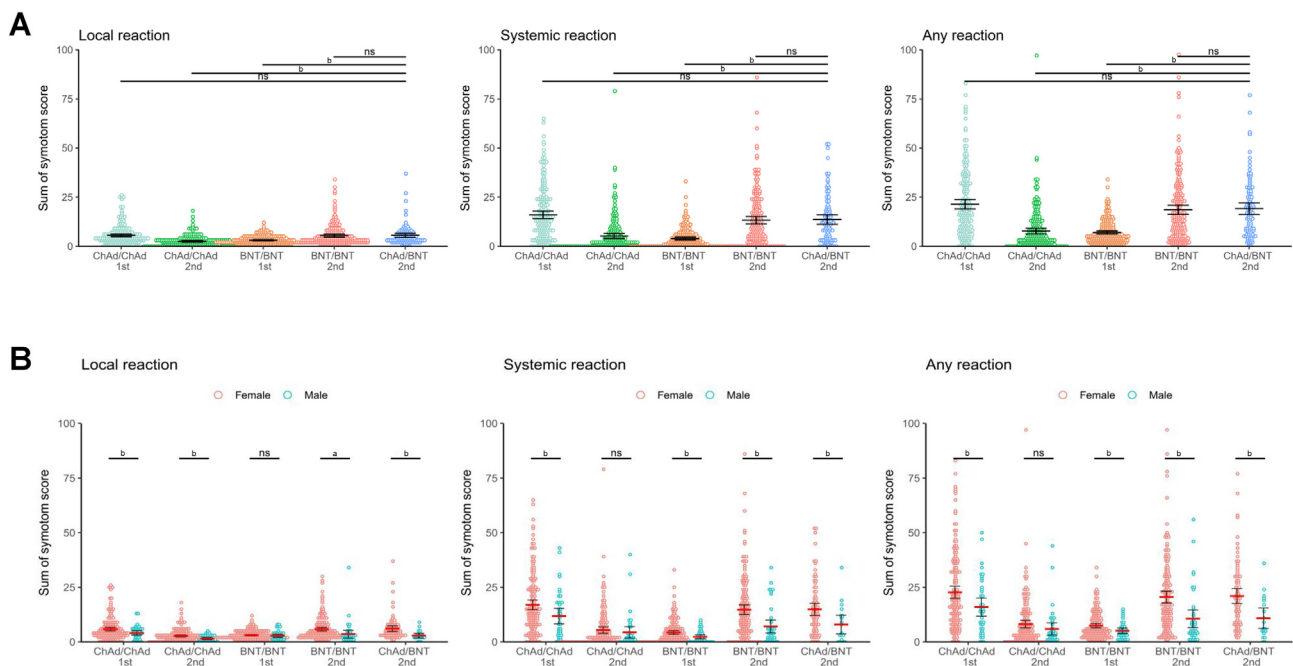 A
Local reaction
Systemic reaction
Any reaction
Sum of symotom score
100
75
50
25
0
ns
b
b
ns
ChAd/ChAd 1st
ChAd/ChAd 2nd
BNT/BNT 1st
BNT/BNT 2nd
ChAd/BNT 2nd
Sum of symotom score
100
75
50
25
0
ns
b
b
ns
ChAd/ChAd 1st
ChAd/ChAd 2nd
BNT/BNT 1st
BNT/BNT 2nd
ChAd/BNT 2nd
Sum of symotom score
100
75
50
25
0
ns
b
b
ns
ChAd/ChAd 1st
ChAd/ChAd 2nd
BNT/BNT 1st
BNT/BNT 2nd
ChAd/BNT 2nd
B
Local reaction
Systemic reaction
Any reaction
Female Male
Female Male
Female Male
Sum of symotom score
100
75
50
25
0
b b ns a b
ChAd/ChAd 1st
ChAd/ChAd 2nd
BNT/BNT 1st
BNT/BNT 2nd
ChAd/BNT 2nd
Sum of symotom score
100
75
50
25
0
b ns b b b
ChAd/ChAd 1st
ChAd/ChAd 2nd
BNT/BNT 1st
BNT/BNT 2nd
ChAd/BNT 2nd
Sum of symotom score
100
75
50
25
0
b ns b b b
ChAd/ChAd 1st
ChAd/ChAd 2nd
BNT/BNT 1st
BNT/BNT 2nd
ChAd/BNT 2nd